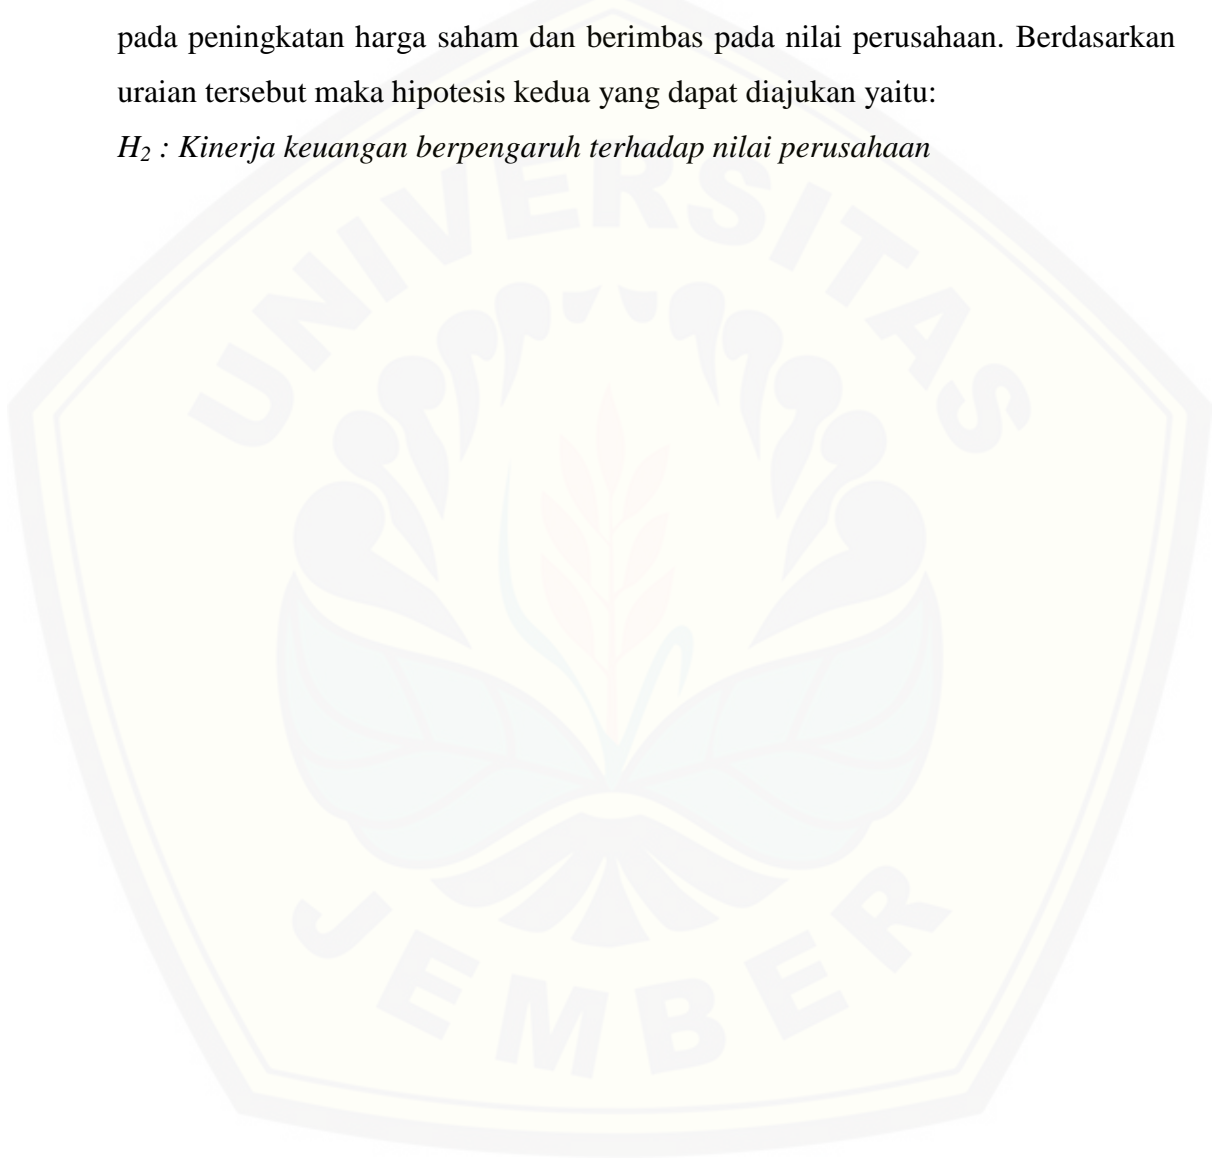 pada peningkatan harga saham dan berimbas pada nilai perusahaan. Berdasarkan
uraian tersebut maka hipotesis kedua yang dapat diajukan yaitu:
H₂ : Kinerja keuangan berpengaruh terhadap nilai perusahaan
UNIVERSITAS
JEMBER